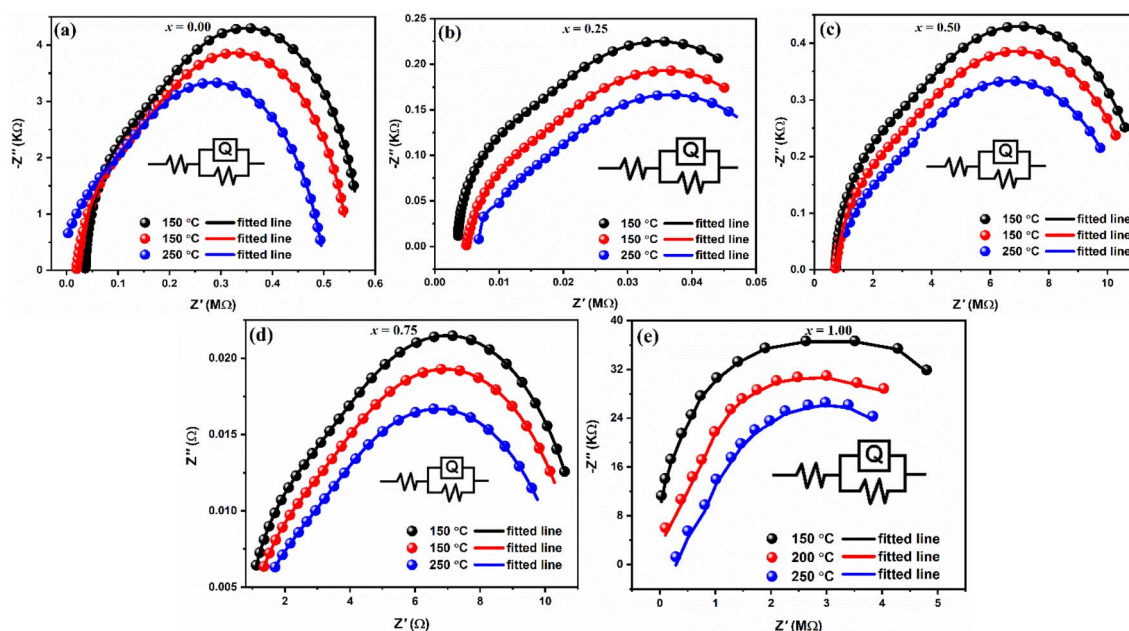 (a)
x = 0.00
-Z'' (KΩ)
4
3
2
1
0
Q
150 °C fitted line
150 °C fitted line
250 °C fitted line
0.0 0.1 0.2 0.3 0.4 0.5 0.6
Z' (MΩ)
(b)
x = 0.25
-Z'' (KΩ)
0.25
0.20
0.15
0.10
0.05
0.00
Q
150 °C fitted line
150 °C fitted line
250 °C fitted line
0.00 0.01 0.02 0.03 0.04 0.05
Z' (MΩ)
(c)
x = 0.50
-Z'' (KΩ)
0.4
0.3
0.2
0.1
0.0
Q
150 °C fitted line
150 °C fitted line
250 °C fitted line
0 2 4 6 8 10
Z' (MΩ)
(d)
x = 0.75
Z'' (Ω)
0.020
0.015
0.010
0.005
Q
150 °C fitted line
150 °C fitted line
250 °C fitted line
2 4 6 8 10
Z' (Ω)
(e)
x = 1.00
-Z'' (KΩ)
40
32
24
16
8
0
Q
150 °C fitted line
200 °C fitted line
250 °C fitted line
0 1 2 3 4 5
Z' (MΩ)